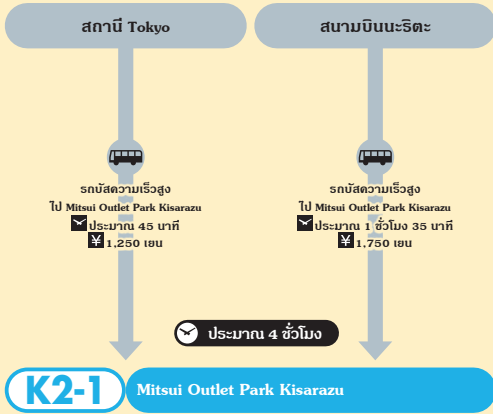 สถานี Tokyo
สนามบินนะริตะ
รถบัสความเร็วสูง
ไป Mitsui Outlet Park Kisarazu
ประมาณ 45 นาที
¥ 1,250 เยน
รถบัสความเร็วสูง
ไป Mitsui Outlet Park Kisarazu
ประมาณ 1 ชั่วโมง 35 นาที
¥ 1,750 เยน
ประมาณ 4 ชั่วโมง
K2-1 Mitsui Outlet Park Kisarazu